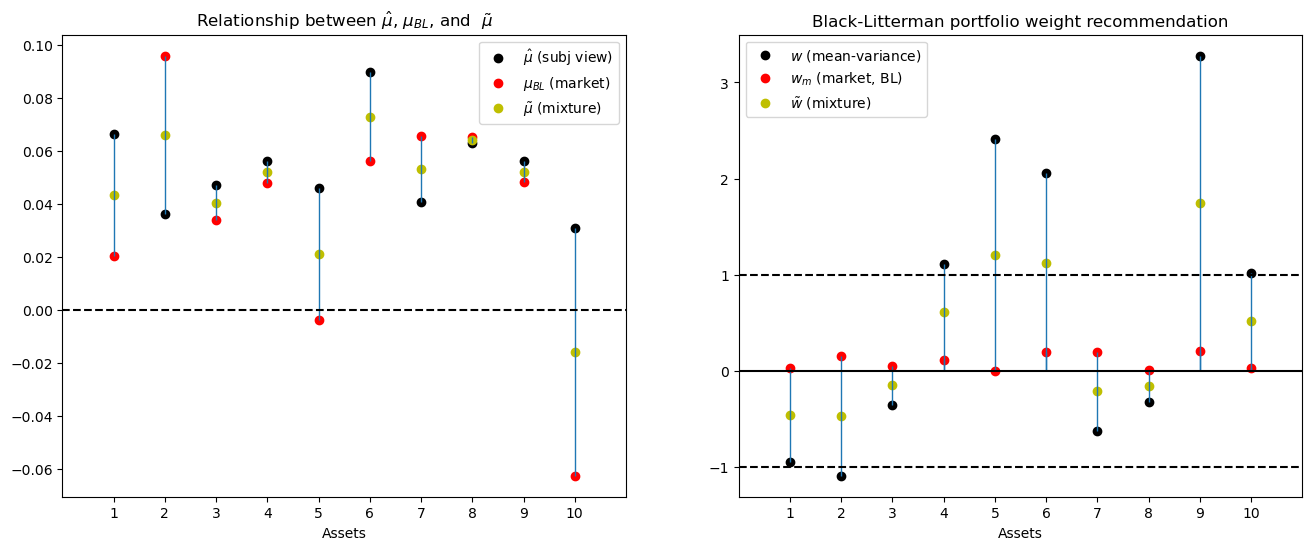 Relationship between μ̂, μ_BL, and μ̃
0.10
0.08
0.06
0.04
0.02
0.00
−0.02
−0.04
−0.06
μ̂ (subj view)
μ_BL (market)
μ̃ (mixture)
1 2 3 4 5 6 7 8 9 10
Assets
Black-Litterman portfolio weight recommendation
3
2
1
0
−1
w (mean-variance)
w_m (market, BL)
w̃ (mixture)
1 2 3 4 5 6 7 8 9 10
Assets